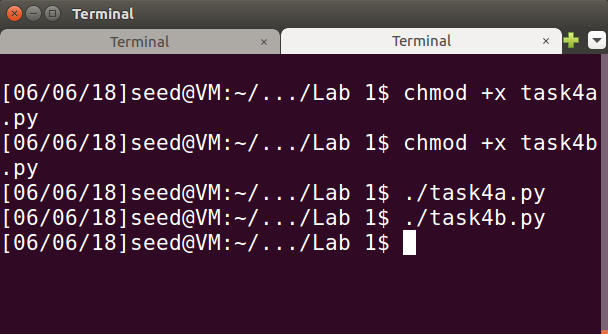 Terminal
Terminal
Terminal
[06/06/18]seed@VM:~/.../Lab 1$ chmod +x task4a
.py
[06/06/18]seed@VM:~/.../Lab 1$ chmod +x task4b
.py
[06/06/18]seed@VM:~/.../Lab 1$ ./task4a.py
[06/06/18]seed@VM:~/.../Lab 1$ ./task4b.py
[06/06/18]seed@VM:~/.../Lab 1$